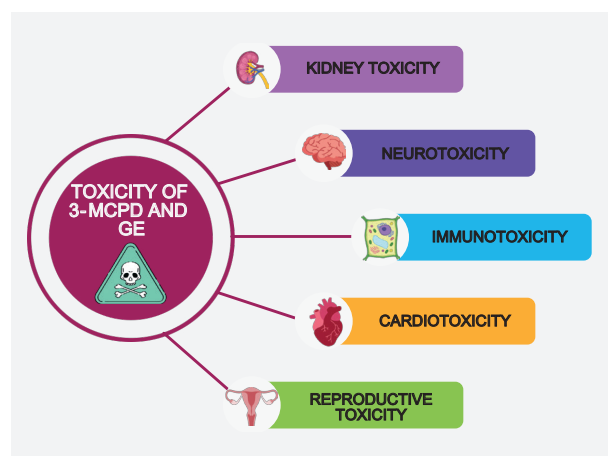 TOXICITY OF
3-MCPD AND
GE
KIDNEY TOXICITY
NEUROTOXICITY
IMMUNOTOXICITY
CARDIOTOXICITY
REPRODUCTIVE
TOXICITY